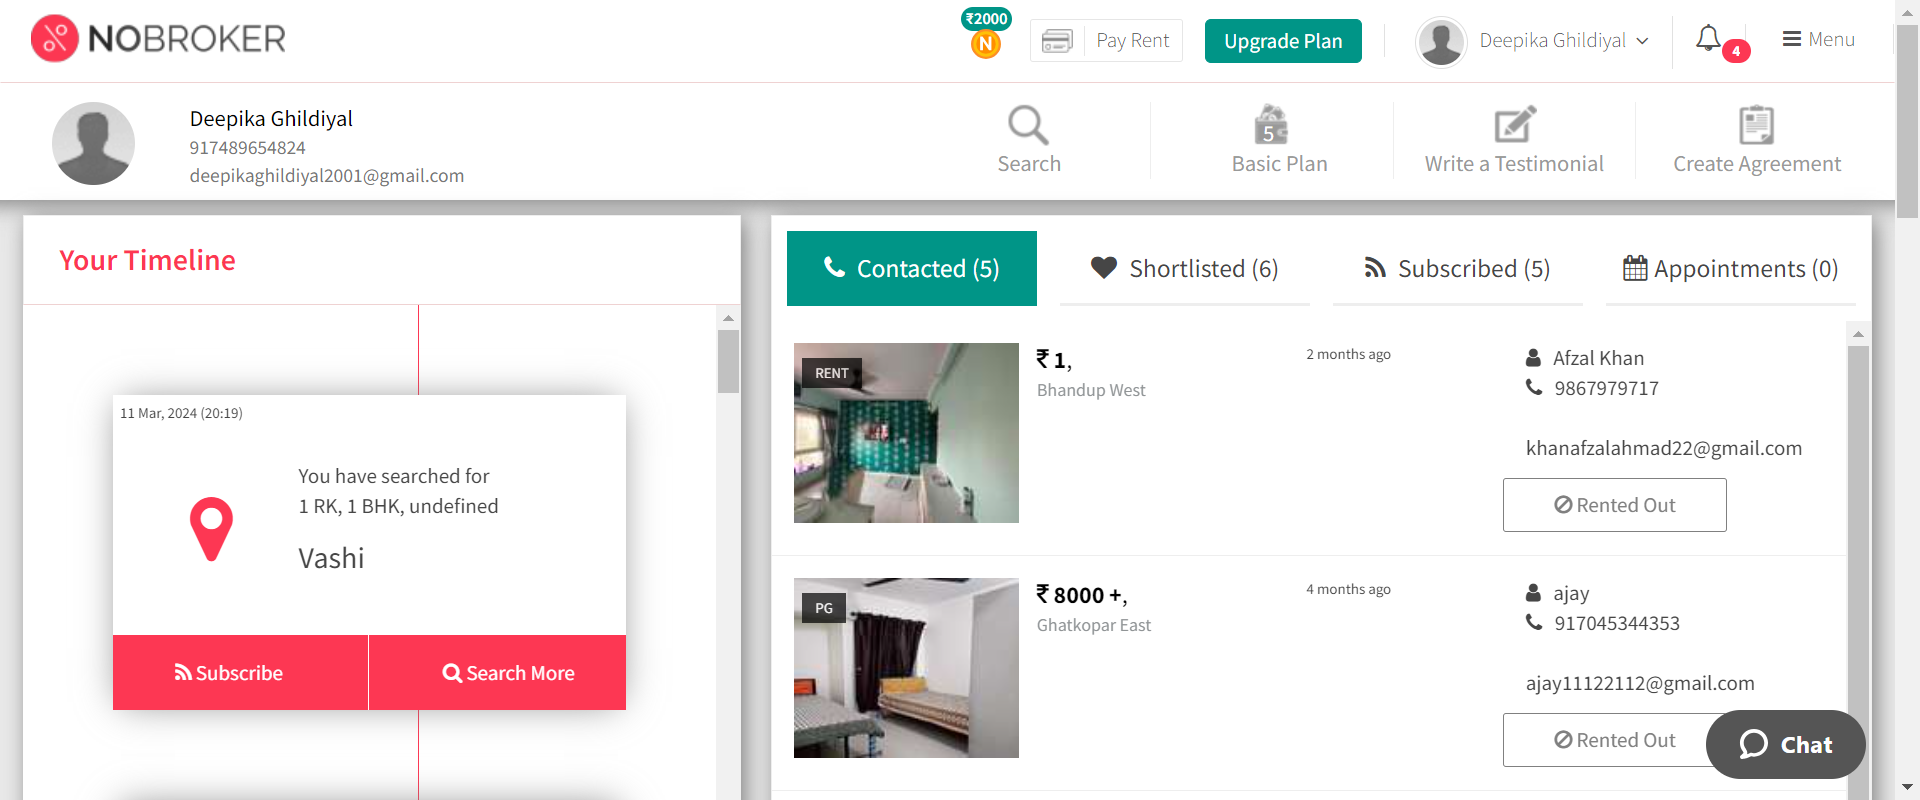 NOBROKER
₹2000
N
Pay Rent
Upgrade Plan
Deepika Ghildiyal
4
Menu
Deepika Ghildiyal
917489654824
deepikaghildiyal2001@gmail.com
Search
5
Basic Plan
Write a Testimonial
Create Agreement
Your Timeline
11 Mar, 2024 (20:19)
You have searched for
1 RK, 1 BHK, undefined
Vashi
Subscribe
Search More
Contacted (5)
Shortlisted (6)
Subscribed (5)
Appointments (0)
RENT
₹ 1,
Bhandup West
2 months ago
Afzal Khan
9867979717
khanafzalahmad22@gmail.com
Rented Out
PG
₹ 8000 +,
Ghatkopar East
4 months ago
ajay
917045344353
ajay11122112@gmail.com
Rented Out
Chat